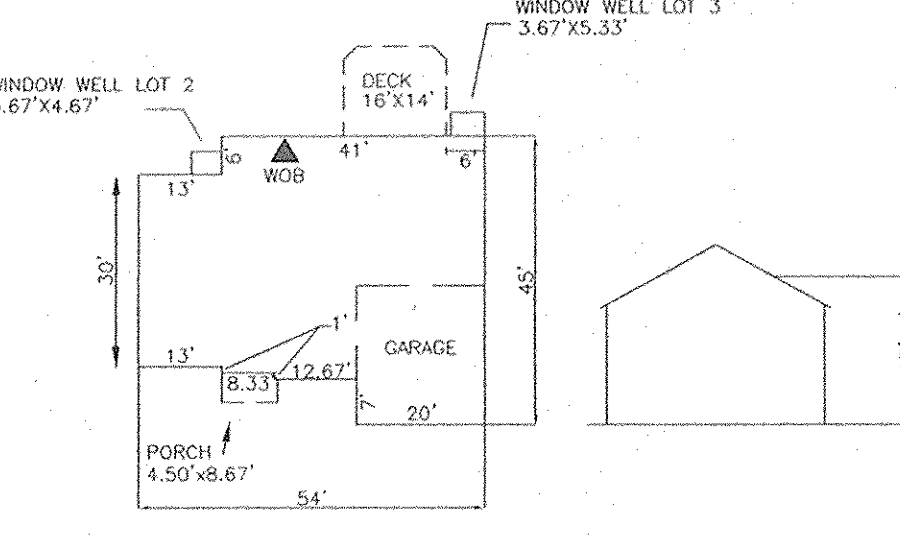 WINDOW WELL LOT 3
3.67'X5.33'
WINDOW WELL LOT 2
.67'X4.67'
DECK
16'X14'
6'
41'
6'
WOB
13'
30'
45'
1'
GARAGE
13'
8.33'
12.67'
7'
20'
PORCH
4.50'x8.67'
54'